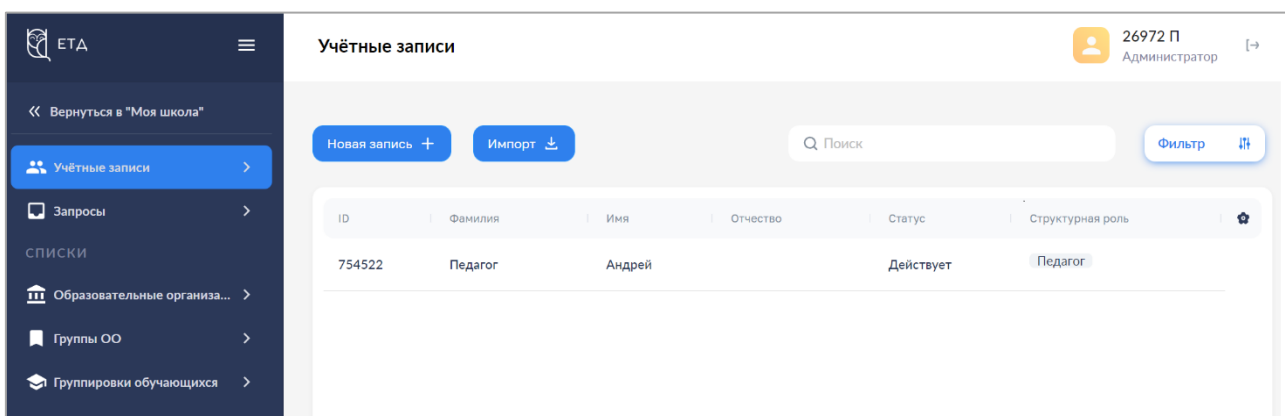 ЕТД
Учётные записи
26972 П
Администратор
Вернуться в "Моя школа"
Учётные записи
Запросы
СПИСКИ
Образовательные организа...
Группы ОО
Группировки обучающихся
Новая запись +
Импорт
Поиск
Фильтр
ID Фамилия Имя Отчество Статус Структурная роль
754522 Педагог Андрей Действует Педагог